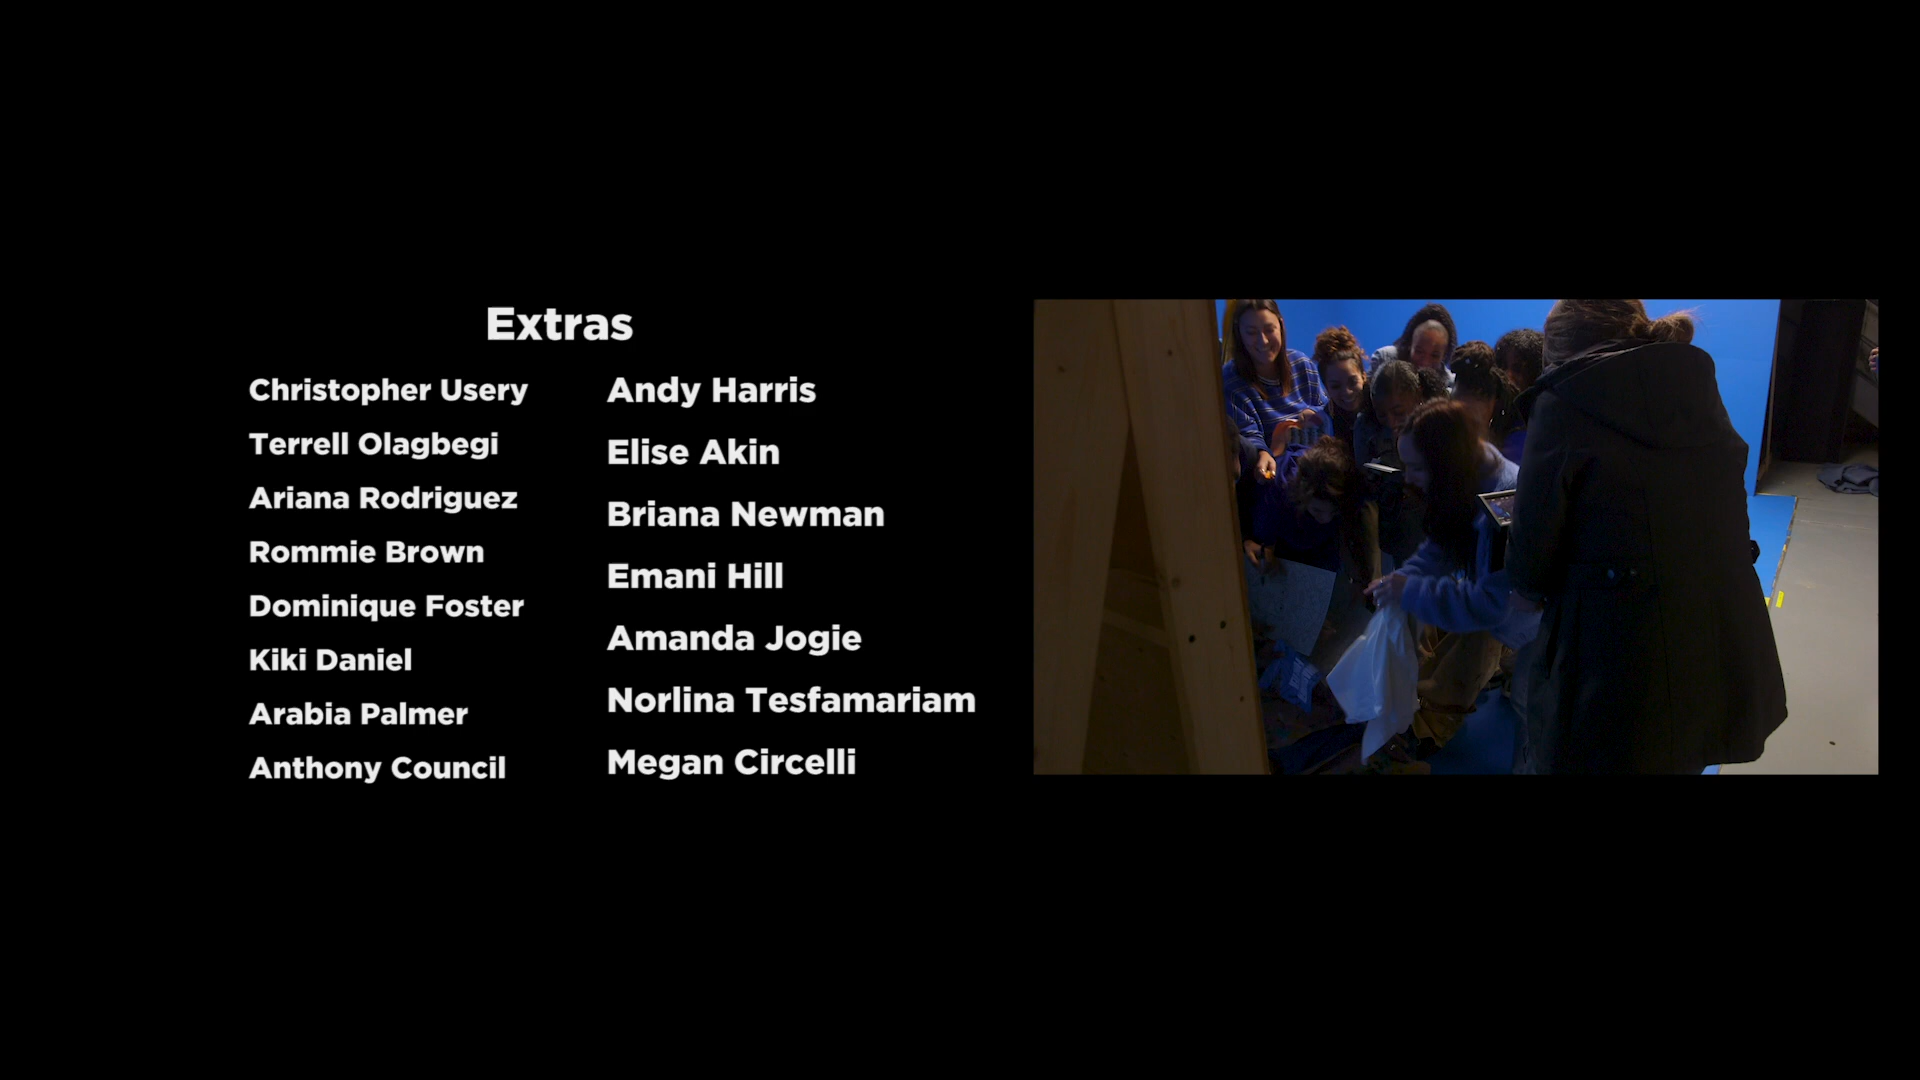 Extras
Christopher Usery
Terrell Olagbegi
Ariana Rodriguez
Rommie Brown
Dominique Foster
Kiki Daniel
Arabia Palmer
Anthony Council
Andy Harris
Elise Akin
Briana Newman
Emani Hill
Amanda Jogie
Norlina Tesfamariam
Megan Circelli